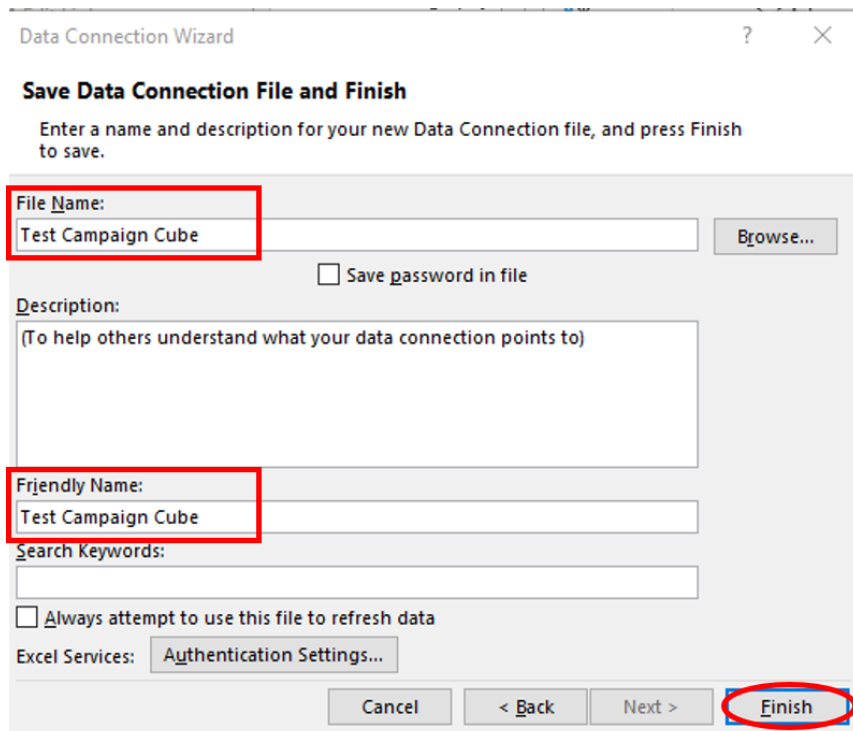 Data Connection Wizard ?
Save Data Connection File and Finish
Enter a name and description for your new Data Connection file, and press Finish
to save.
File Name:
Test Campaign Cube
Browse...
Save password in file
Description:
(To help others understand what your data connection points to)
Friendly Name:
Test Campaign Cube
Search Keywords:
Always attempt to use this file to refresh data
Excel Services: Authentication Settings...
Cancel < Back Next > Finish